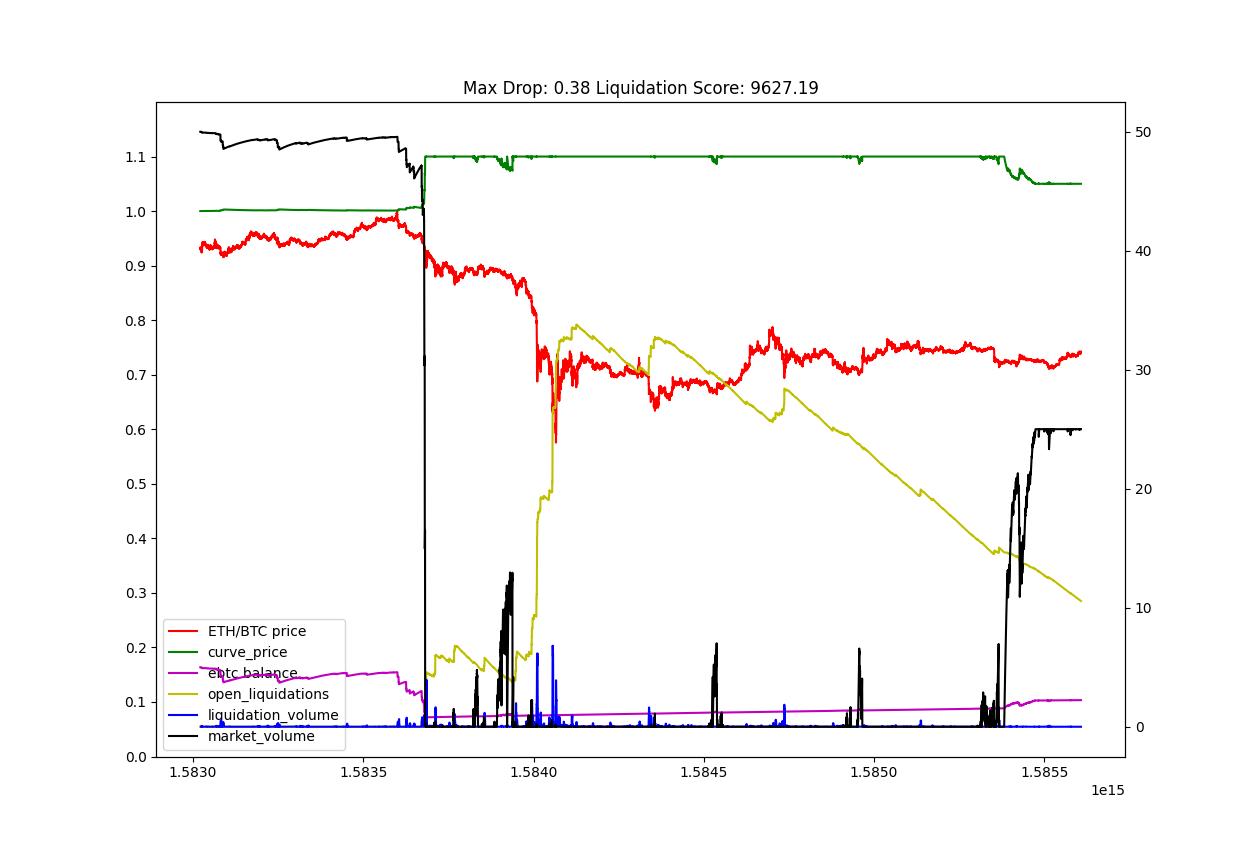 Max Drop: 0.38 Liquidation Score: 9627.19
1.1
1.0
0.9
0.8
0.7
0.6
0.5
0.4
0.3
0.2
0.1
0.0
50
40
30
20
10
0
ETH/BTC price
curve_price
ebtc balance
open_liquidations
liquidation_volume
market_volume
1.5830 1.5835 1.5840 1.5845 1.5850 1.5855
1e15